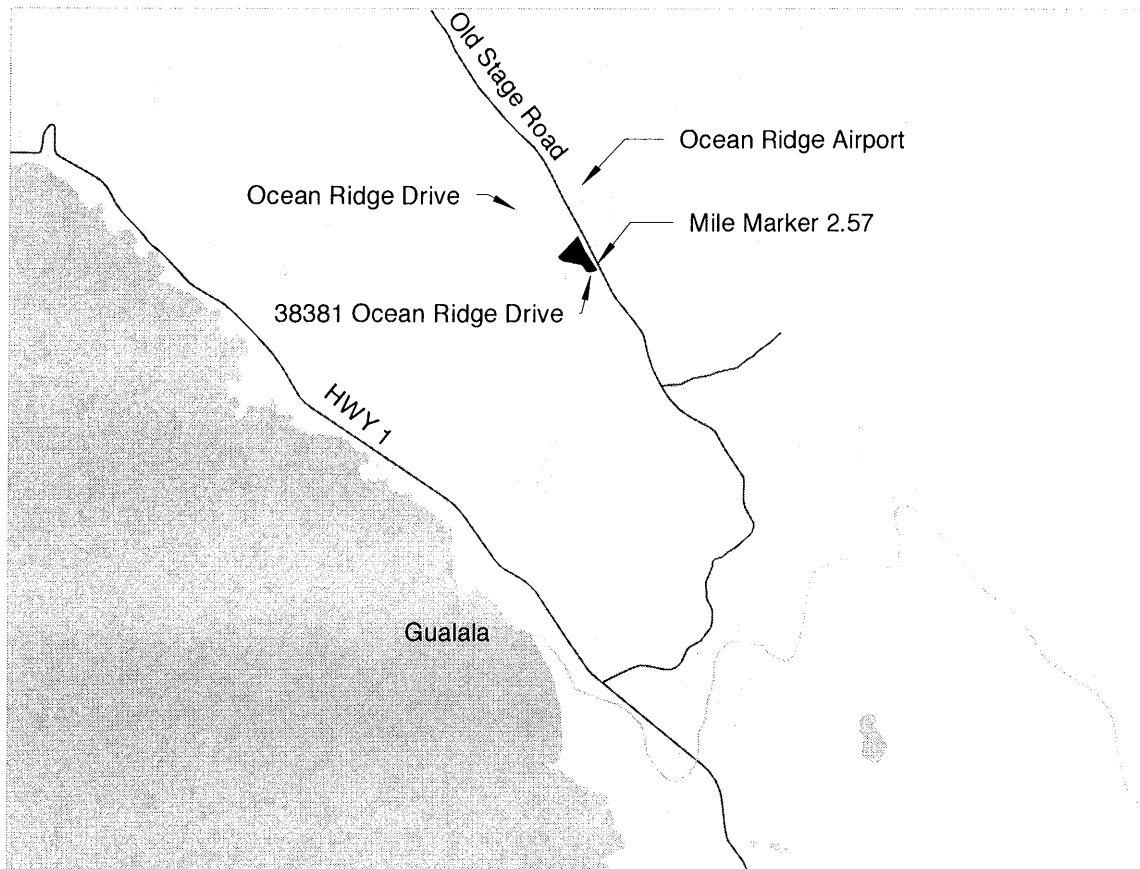 Old Stage Road
Ocean Ridge Airport
Ocean Ridge Drive
Mile Marker 2.57
38381 Ocean Ridge Drive
HWY 1
Gualala